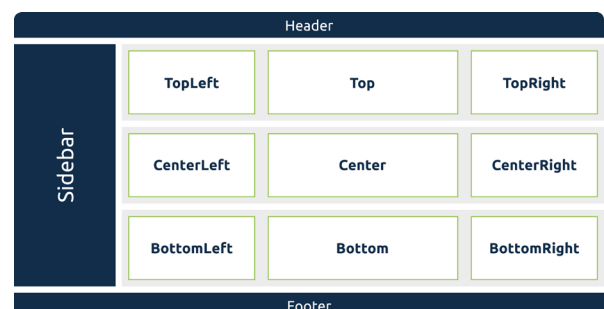 Header
Sidebar
TopLeft
Top
TopRight
CenterLeft
Center
CenterRight
BottomLeft
Bottom
BottomRight
Footer